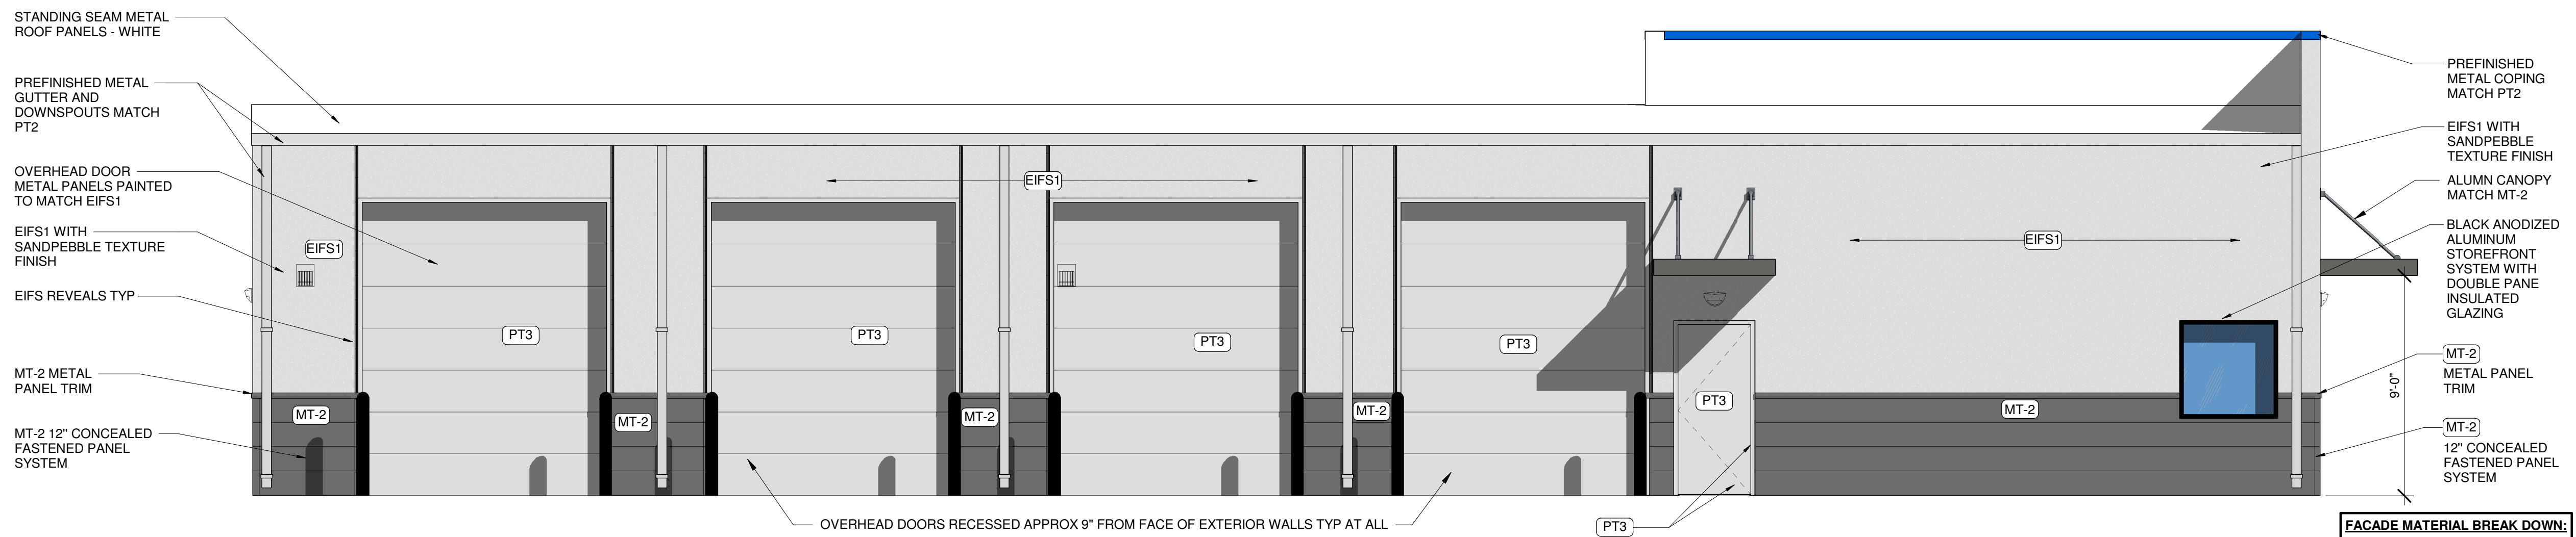 STANDING SEAM METAL
ROOF PANELS - WHITE
PREFINISHED METAL
GUTTER AND
DOWNSPOUTS MATCH
PT2
OVERHEAD DOOR
METAL PANELS PAINTED
TO MATCH EIFS1
EIFS1 WITH
SANDPEBBLE TEXTURE
FINISH
EIFS REVEALS TYP
MT-2 METAL
PANEL TRIM
MT-2 12" CONCEALED
FASTENED PANEL
SYSTEM
EIFS1
EIFS1
EIFS1
PT3
PT3
PT3
PT3
PT3
MT-2
MT-2
MT-2
MT-2
MT-2
OVERHEAD DOORS RECESSED APPROX 9" FROM FACE OF EXTERIOR WALLS TYP AT ALL
PT3
PREFINISHED
METAL COPING
MATCH PT2
EIFS1 WITH
SANDPEBBLE
TEXTURE FINISH
ALUMN CANOPY
MATCH MT-2
BLACK ANODIZED
ALUMINUM
STOREFRONT
SYSTEM WITH
DOUBLE PANE
INSULATED
GLAZING
MT-2
METAL PANEL
TRIM
9'-0"
MT-2
12" CONCEALED
FASTENED PANEL
SYSTEM
FACADE MATERIAL BREAK DOWN: